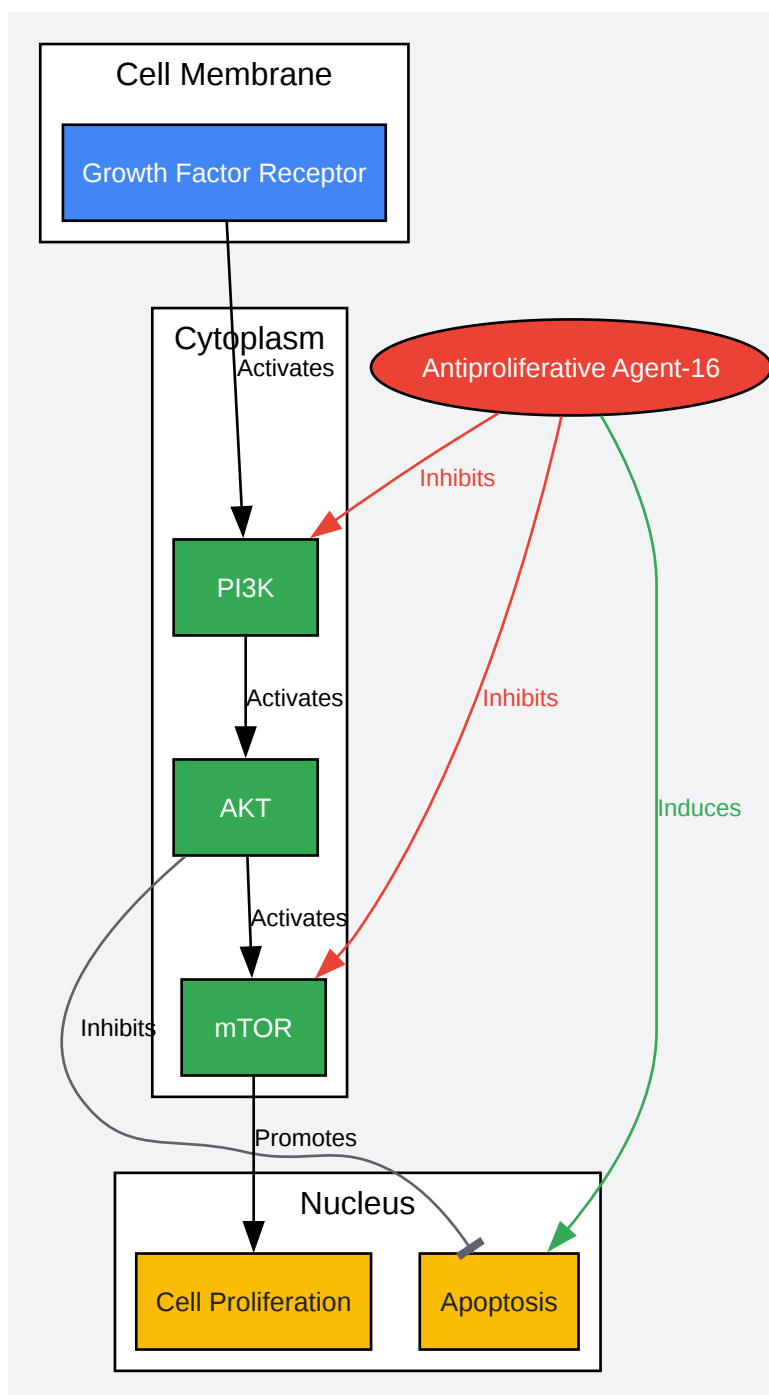 Cell Membrane
Growth Factor Receptor
Cytoplasm
Activates
Antiproliferative Agent-16
Inhibits
PI3K
Activates
Inhibits
AKT
Induces
Activates
mTOR
Inhibits
Promotes
Nucleus
Cell Proliferation
Apoptosis